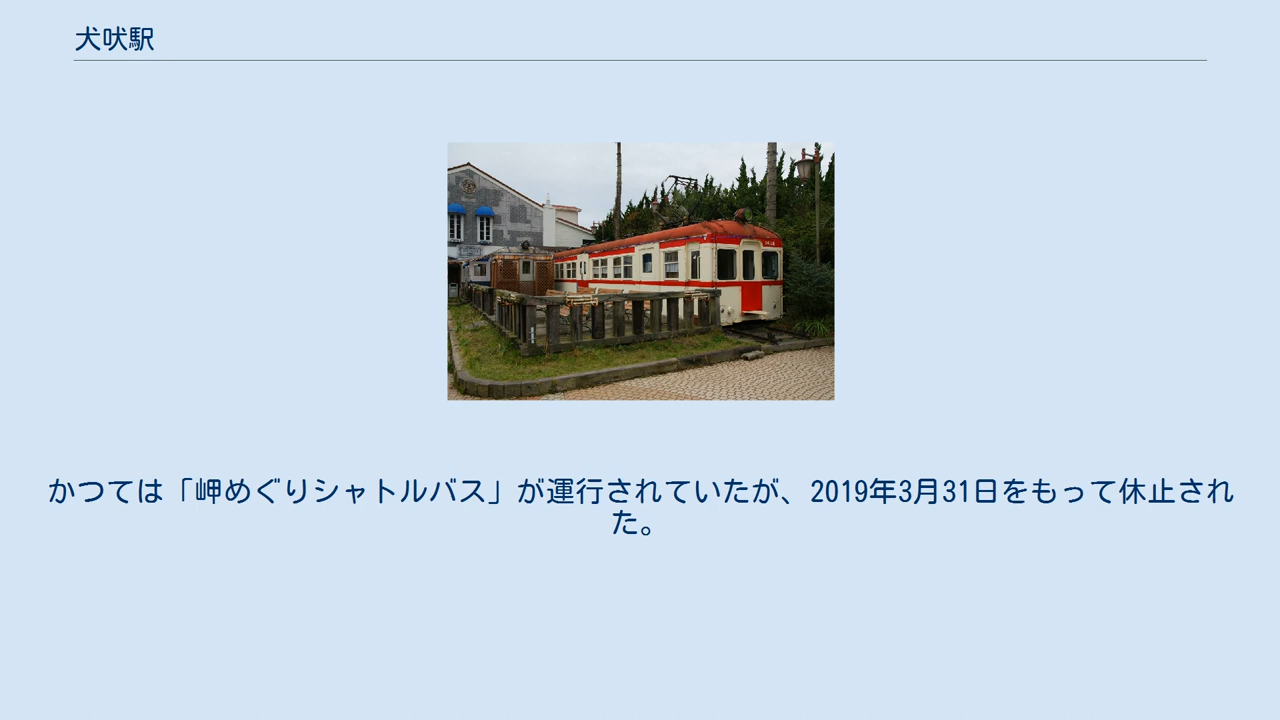 犬吠駅
かつては「岬めぐりシャトルバス」が運行されていたが、2019年3月31日をもって休止され
た。